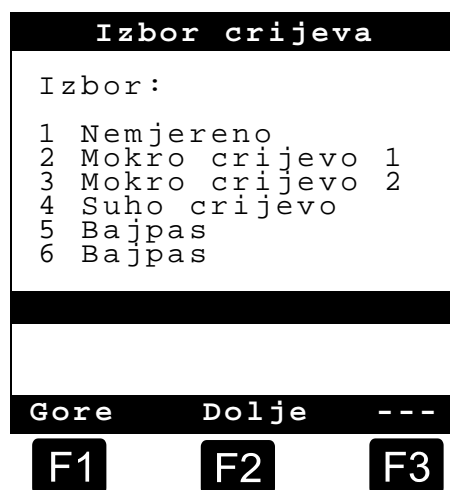 Izbor crijeva
Izbor:
1 Nemjereno
2 Mokro crijevo 1
3 Mokro crijevo 2
4 Suho crijevo
5 Bajpas
6 Bajpas
Gore Dolje ---
F1 F2 F3